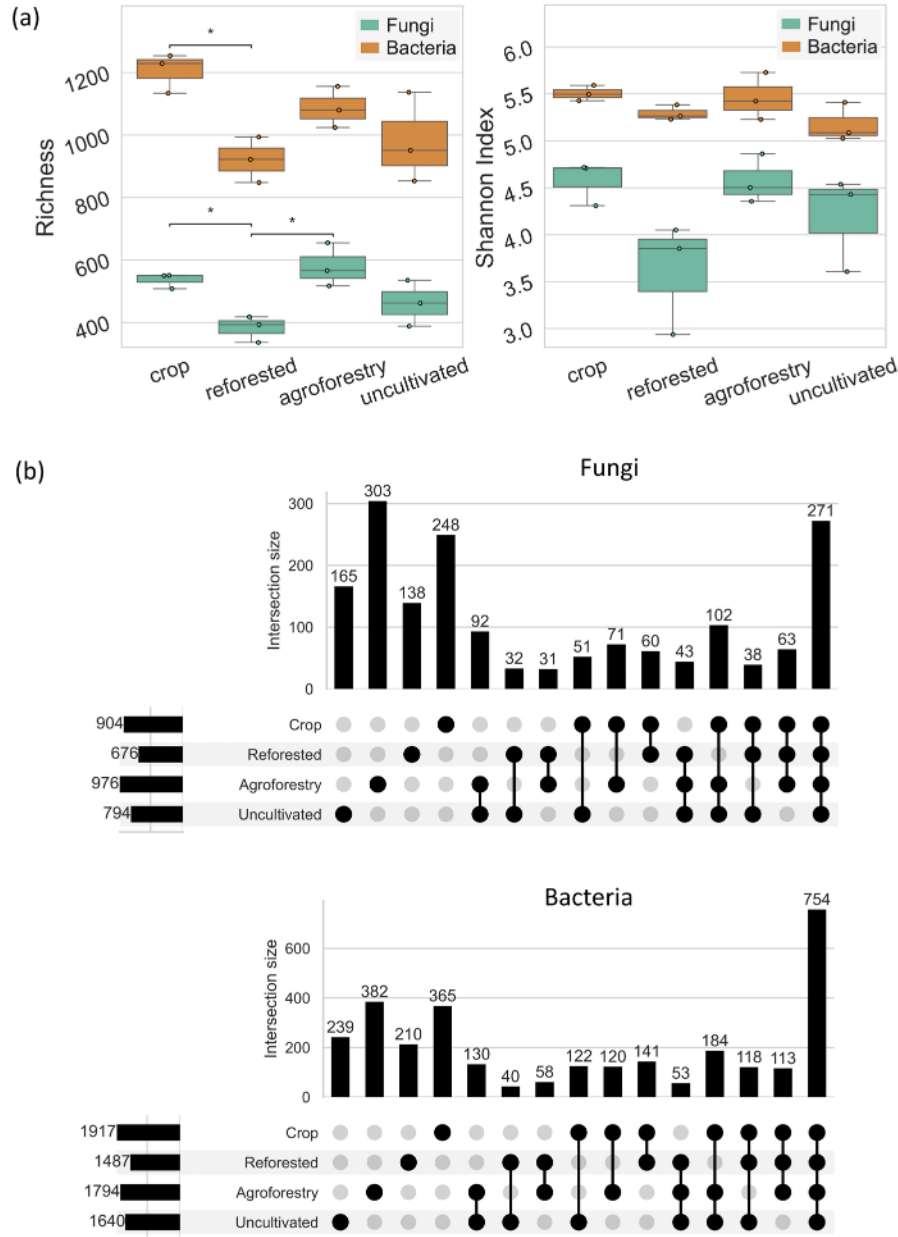 (a)
* Fungi
Bacteria
1200
1000
800
600
400
Richness
* *
crop reforested agroforestry uncultivated
Fungi
Bacteria
6.0
5.5
5.0
4.5
4.0
3.5
3.0
Shannon Index
crop reforested agroforestry uncultivated
(b)
Fungi
Intersection size
300
200
100
0
165 303 138 248 92 32 31 51 71 60 43 102 38 63 271
904 Crop
676 Reforested
976 Agroforestry
794 Uncultivated
Bacteria
Intersection size
600
400
200
0
239 382 210 365 130 40 58 122 120 141 53 184 118 113 754
1917 Crop
1487 Reforested
1794 Agroforestry
1640 Uncultivated